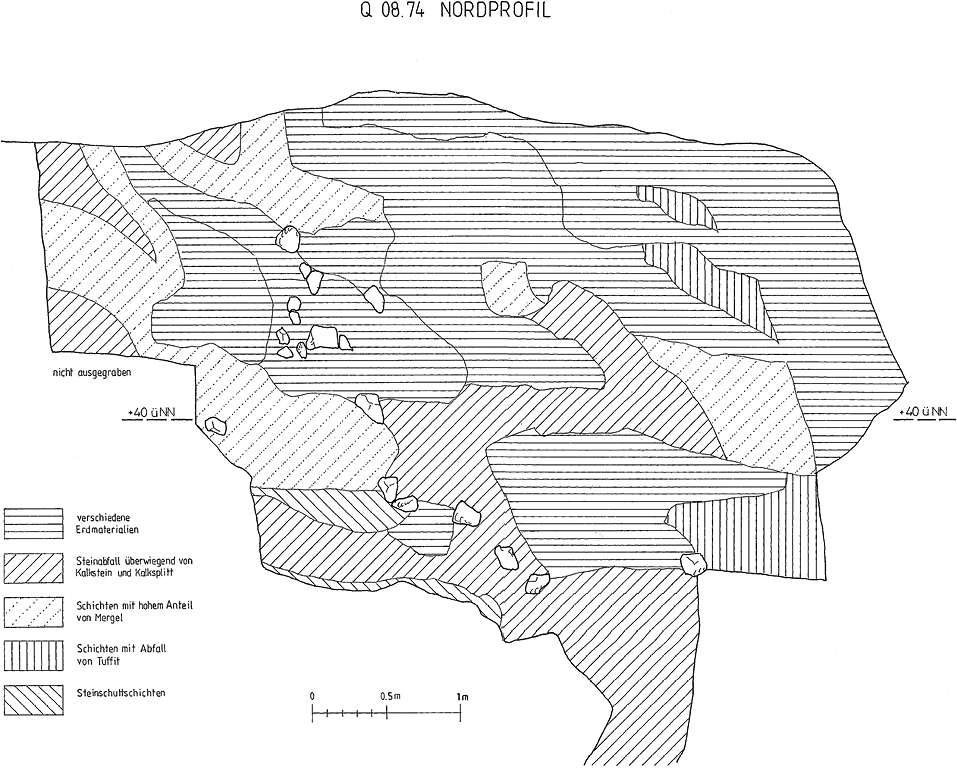 Q 08.74 NORDPROFIL
nicht ausgegraben
+40 ü NN
+40 ü NN
verschiedene
Erdmaterialien
Steinabfall überwiegend von
Kalkstein und Kalksplitt
Schichten mit hohem Anteil
von Mergel
Schichten mit Abfall
von Tuffit
Steinschuttschichten
0 0.5m 1m